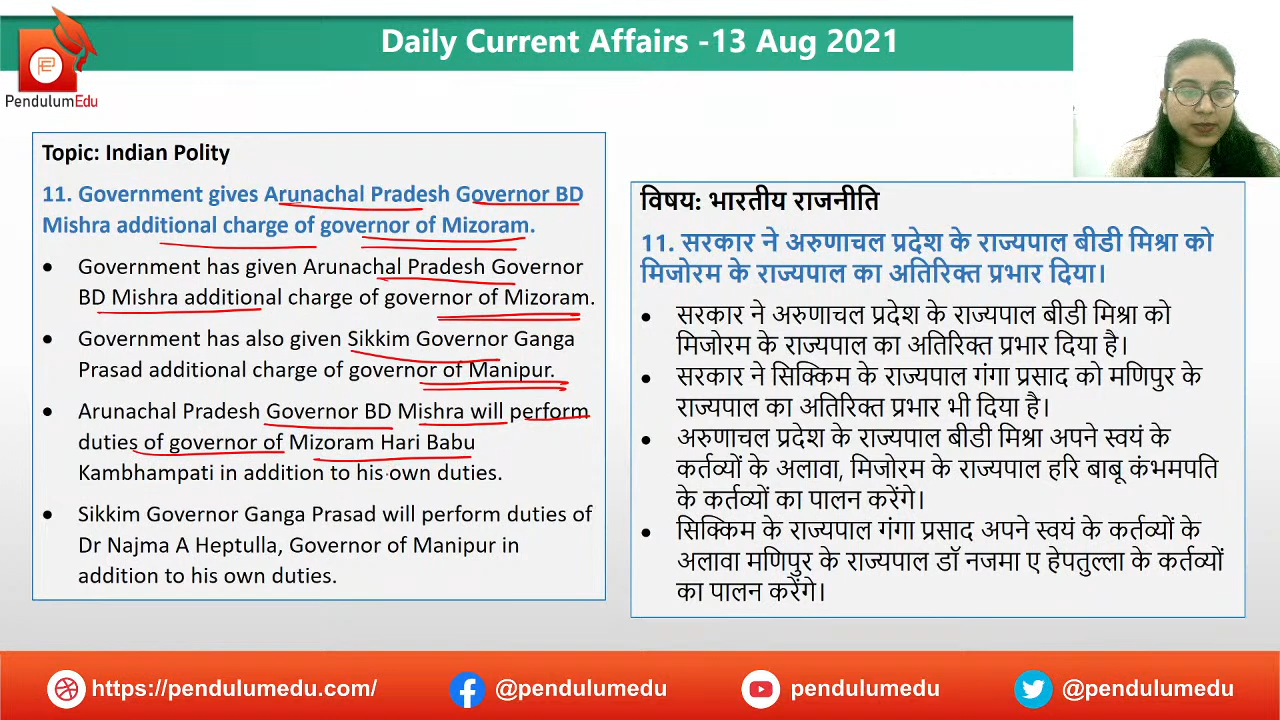 Daily Current Affairs -13 Aug 2021
PendulumEdu
Topic: Indian Polity
11. Government gives Arunachal Pradesh Governor BD
Mishra additional charge of governor of Mizoram.
• Government has given Arunachal Pradesh Governor
BD Mishra additional charge of governor of Mizoram.
• Government has also given Sikkim Governor Ganga
Prasad additional charge of governor of Manipur.
• Arunachal Pradesh Governor BD Mishra will perform
duties of governor of Mizoram Hari Babu
Kambhampati in addition to his own duties.
• Sikkim Governor Ganga Prasad will perform duties of
Dr Najma A Heptulla, Governor of Manipur in
addition to his own duties.
विषय: भारतीय राजनीति
11. सरकार ने अरुणाचल प्रदेश के राज्यपाल बीडी मिश्रा को
मिजोरम के राज्यपाल का अतिरिक्त प्रभार दिया।
• सरकार ने अरुणाचल प्रदेश के राज्यपाल बीडी मिश्रा को
मिजोरम के राज्यपाल का अतिरिक्त प्रभार दिया है।
• सरकार ने सिक्किम के राज्यपाल गंगा प्रसाद को मणिपुर के
राज्यपाल का अतिरिक्त प्रभार भी दिया है।
• अरुणाचल प्रदेश के राज्यपाल बीडी मिश्रा अपने स्वयं के
कर्तव्यों के अलावा, मिजोरम के राज्यपाल हरि बाबू कंभमपति
के कर्तव्यों का पालन करेंगे।
• सिक्किम के राज्यपाल गंगा प्रसाद अपने स्वयं के कर्तव्यों के
अलावा मणिपुर के राज्यपाल डॉ नजमा ए हेपतुल्ला के कर्तव्यों
का पालन करेंगे।
https://pendulumedu.com/
@pendulumedu
pendulumedu
@pendulumedu